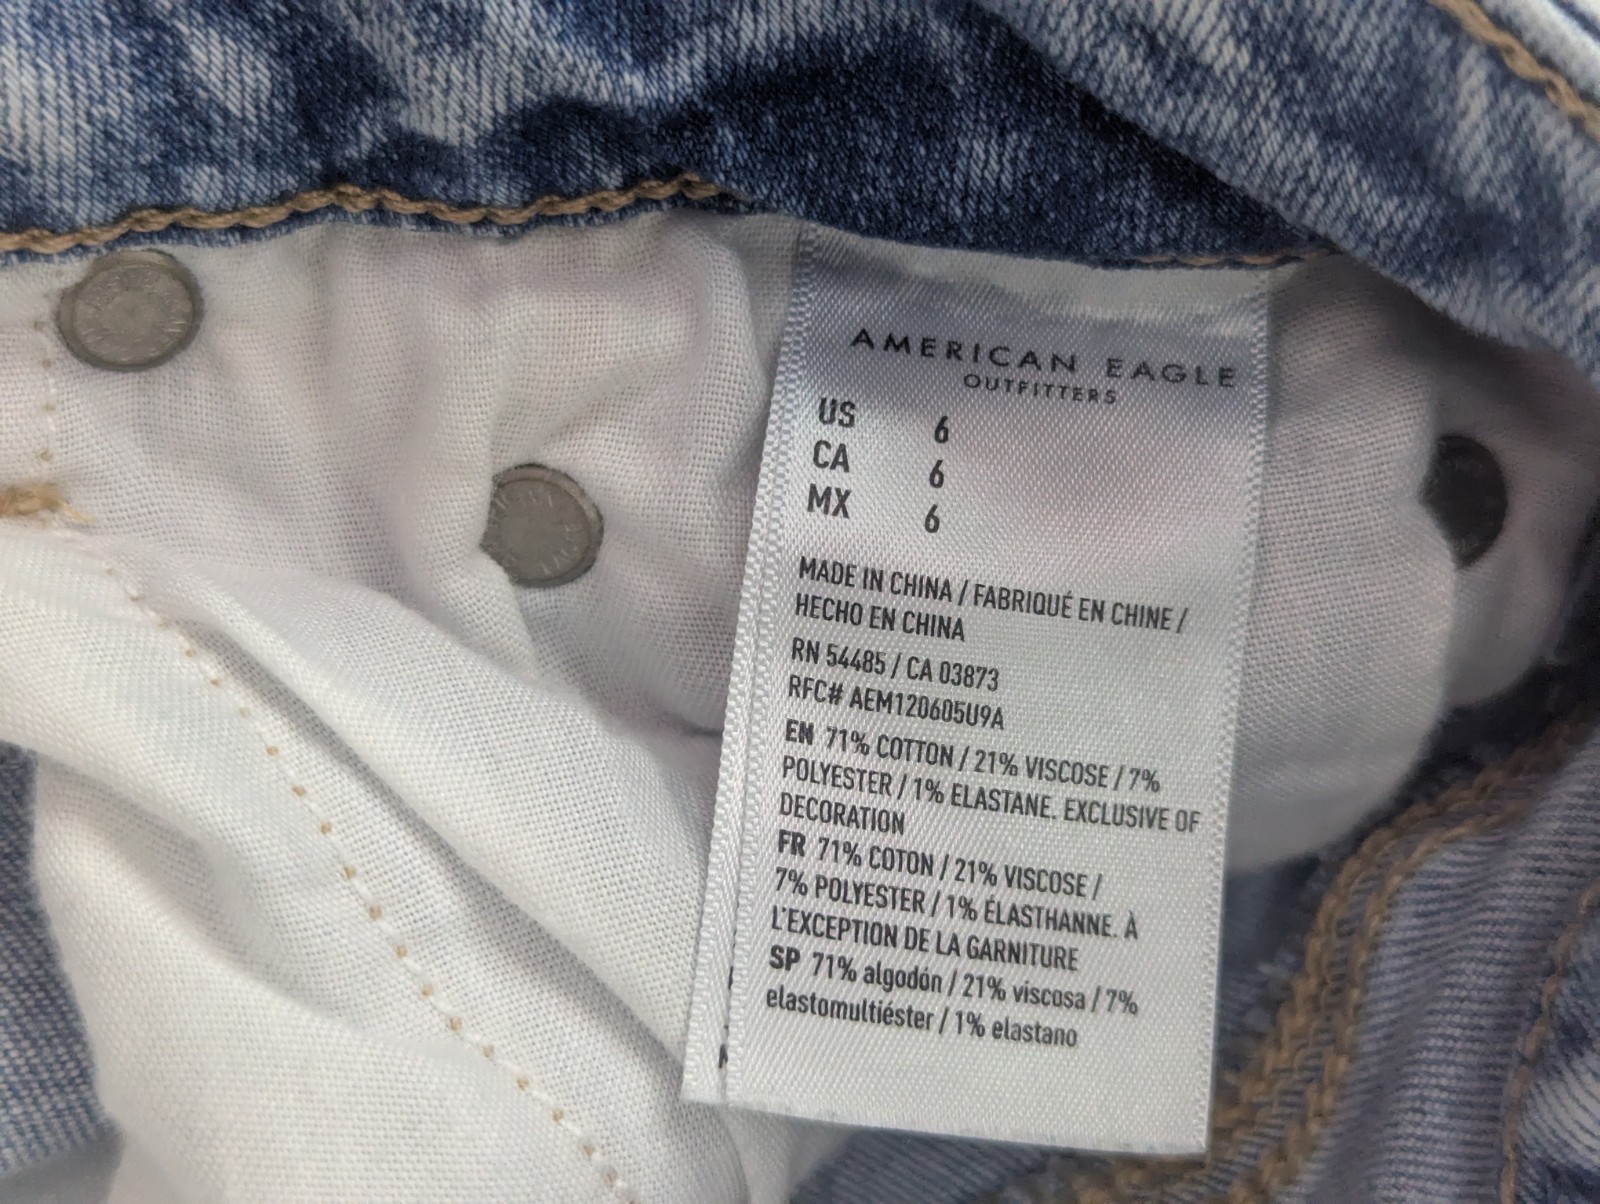 AMERICAN EAGLE
OUTFITTERS
US 6
CA 6
MX 6
MADE IN CHINA / FABRIQUÉ EN CHINE /
HECHO EN CHINA
RN 54485 / CA 03873
RFC# AEM120605U9A
EN 71% COTTON / 21% VISCOSE / 7%
POLYESTER / 1% ELASTANE. EXCLUSIVE OF
DECORATION
FR 71% COTON / 21% VISCOSE /
7% POLYESTER / 1% ÉLASTHANNE. À
L'EXCEPTION DE LA GARNITURE
SP 71% algodón / 21% viscosa / 7%
elastomultiéster / 1% elastano